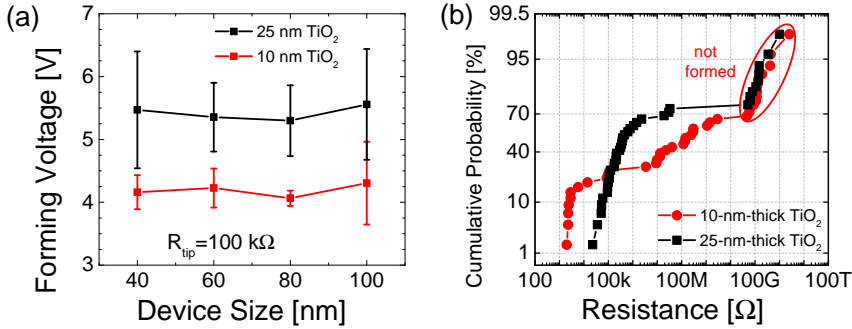 (a)
25 nm TiO₂
10 nm TiO₂
Forming Voltage [V]
7
6
5
4
3
R_tip=100 kΩ
40 60 80 100
Device Size [nm]
(b)
Cumulative Probability [%]
99.5
95
70
40
10
1
not
formed
10-nm-thick TiO₂
25-nm-thick TiO₂
100 100k 100M 100G 100T
Resistance [Ω]